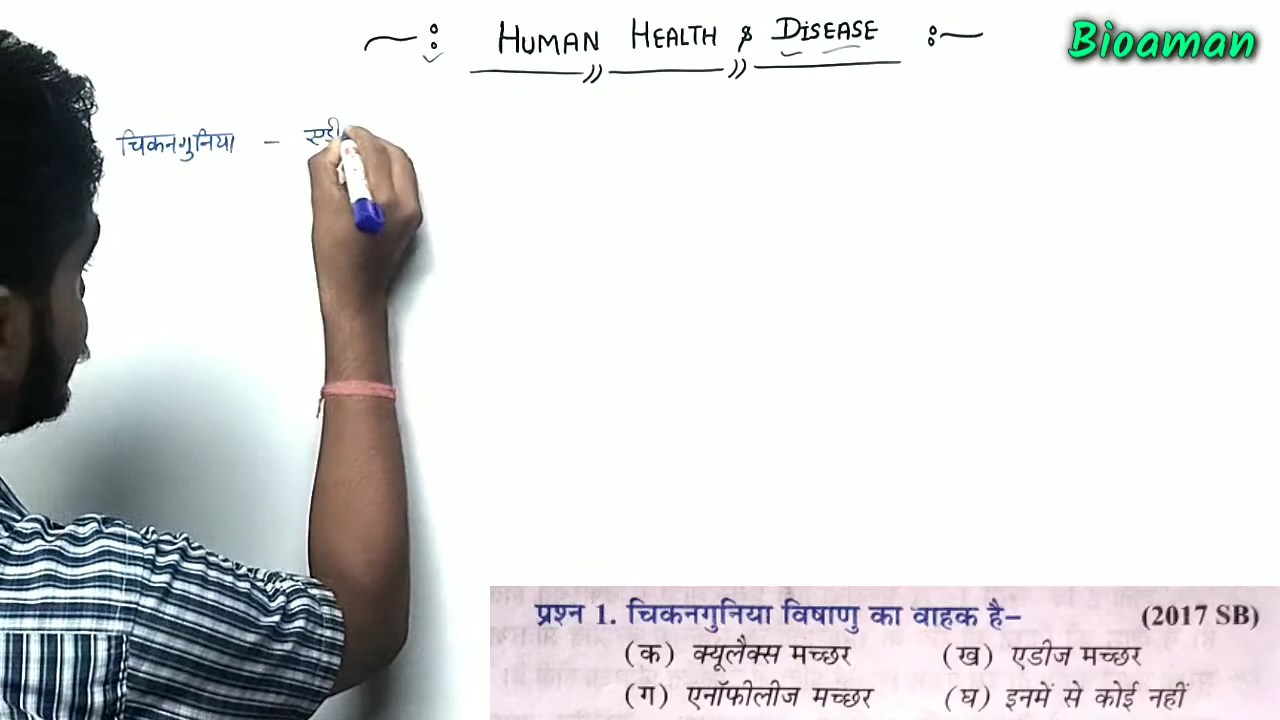 HUMAN HEALTH & DISEASE
Bioaman
चिकनगुनिया - एडी
प्रश्न 1. चिकनगुनिया विषाणु का वाहक है- (2017 SB)
(क) क्यूलैक्स मच्छर (ख) एडीज मच्छर
(ग) एनॉफीलीज मच्छर (घ) इनमें से कोई नहीं